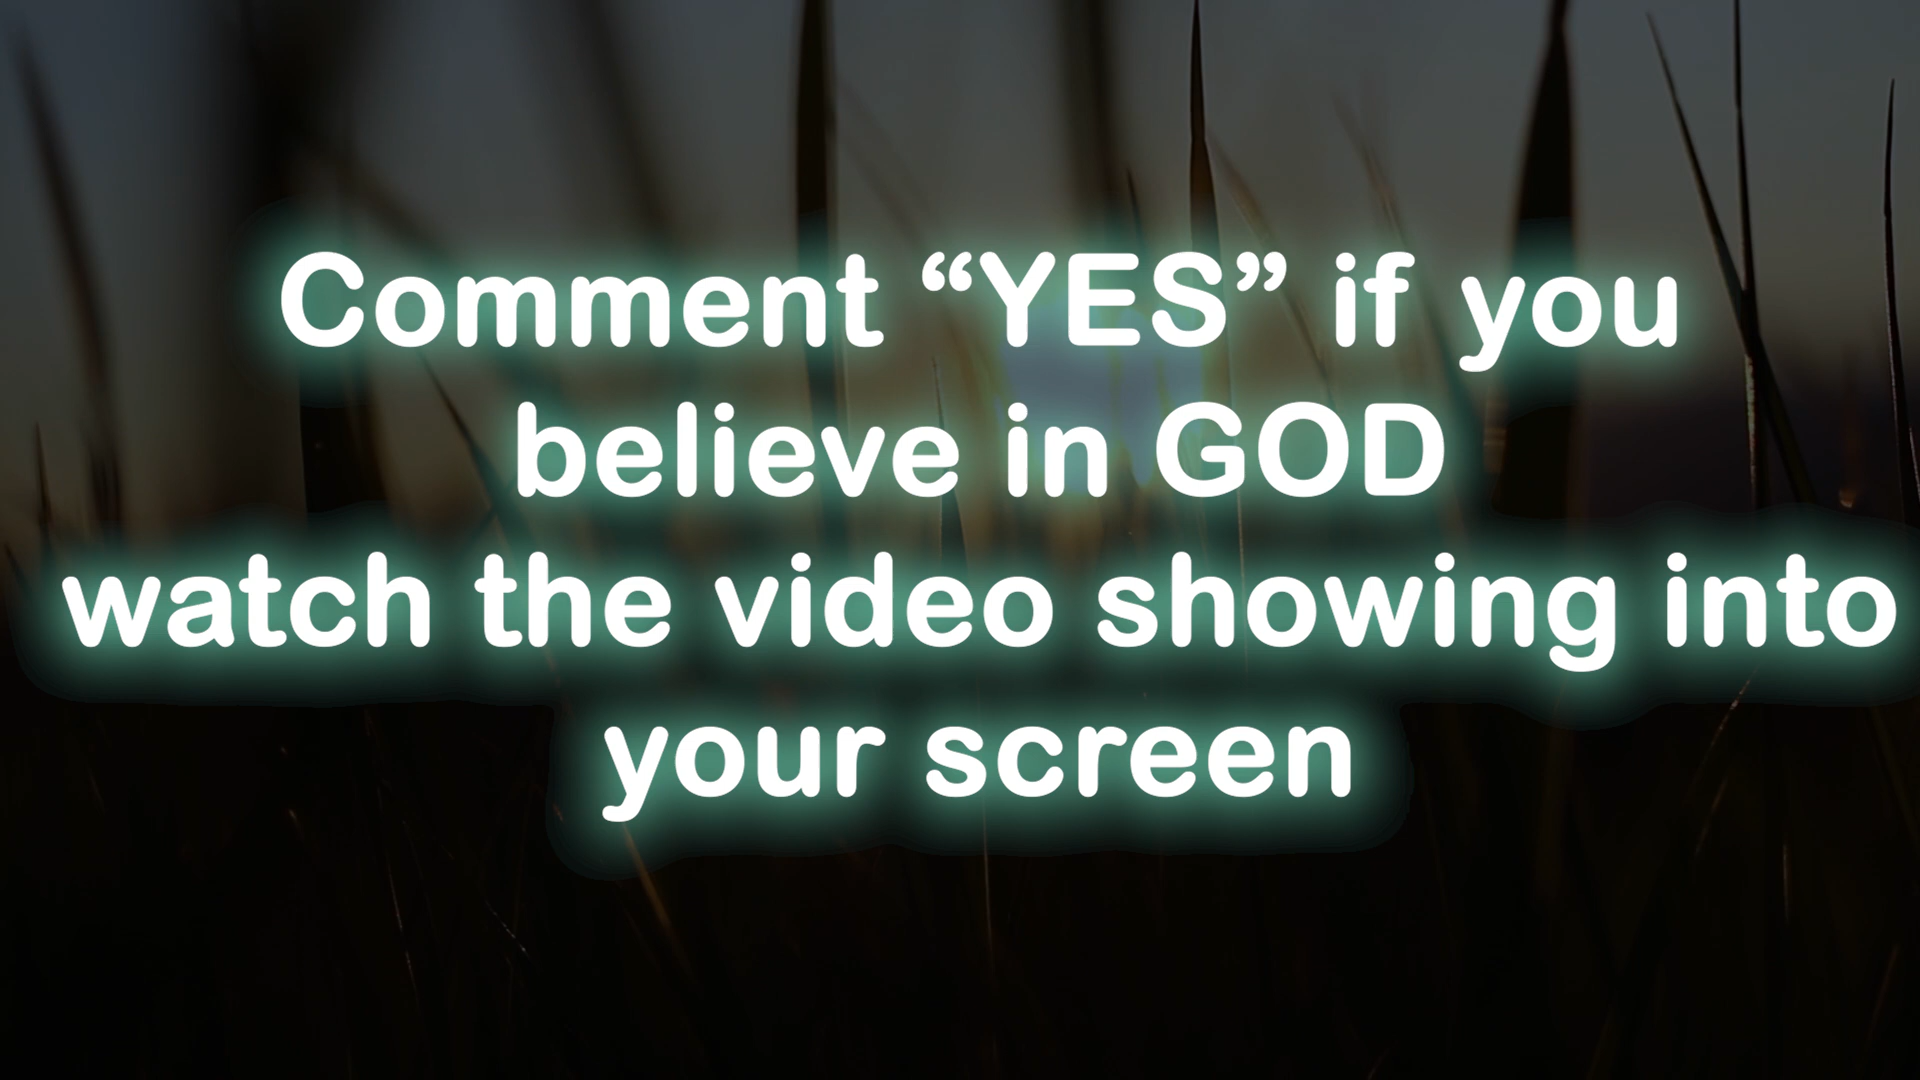 Comment “YES” if you
believe in GOD
watch the video showing into
your screen